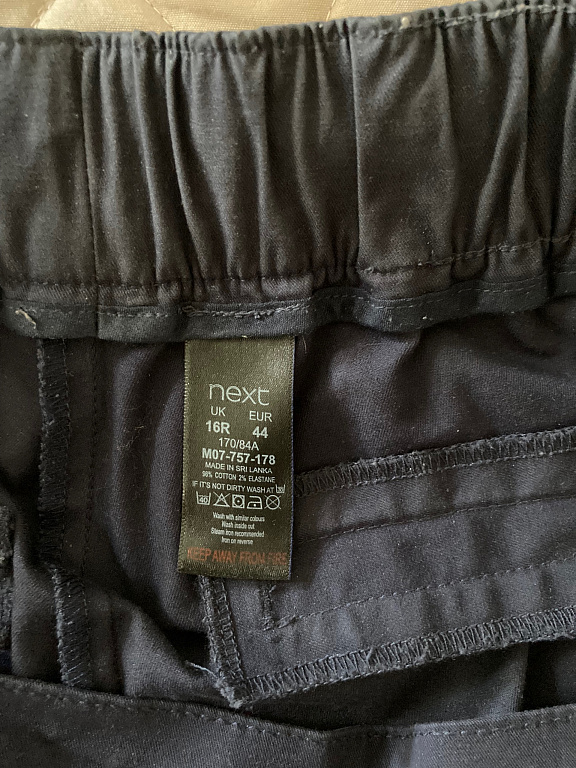 next
UK EUR
16R 44
170/84A
M07-757-178
MADE IN SRI LANKA
98% COTTON 2% ELASTANE
IF IT'S NOT DIRTY WASH AT 30
40
Wash with similar colours
Wash inside out
Steam iron recommended
Iron on reverse
KEEP AWAY FROM FIRE